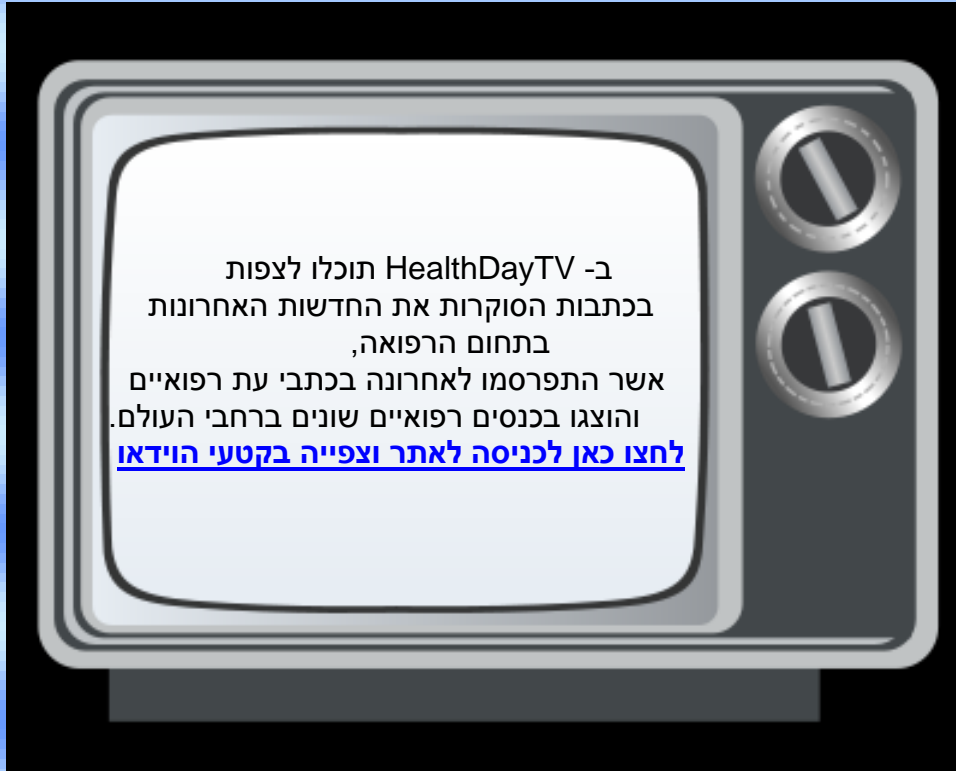 ב- HealthDayTV תוכלו לצפות
בכתבות הסוקרות את החדשות האחרונות
בתחום הרפואה,
אשר התפרסמו לאחרונה בכתבי עת רפואיים
והוצגו בכנסים רפואיים שונים ברחבי העולם.
לחצו כאן לכניסה לאתר וצפייה בקטעי הוידאו